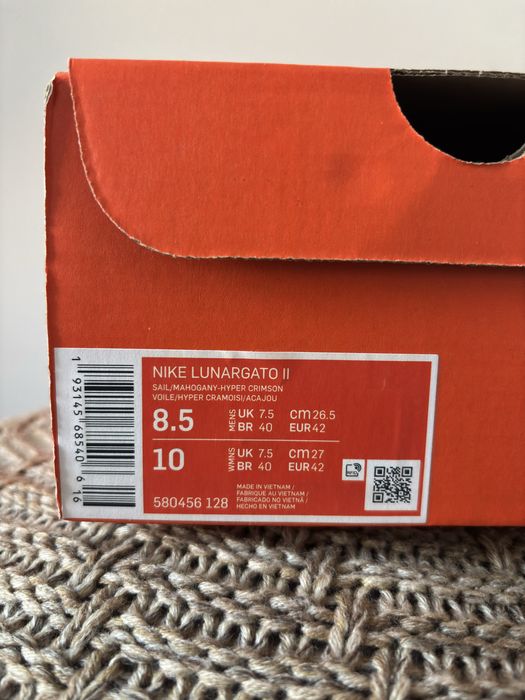 NIKE LUNARGATO II
SAIL/MAHOGANY-HYPER CRIMSON
VOILE/HYPER CRAMOISI/ACAJOU
8.5 MENS UK 7.5 cm 26.5
BR 40 EUR 42
10 WMNS UK 7.5 cm 27
BR 40 EUR 42
580456 128
MADE IN VIETNAM /
FABRIQUE AU VIETNAM /
FABRICADO NO VIETNÃ /
HECHO EN VIETNAM
RFID
1 93145 68540 6